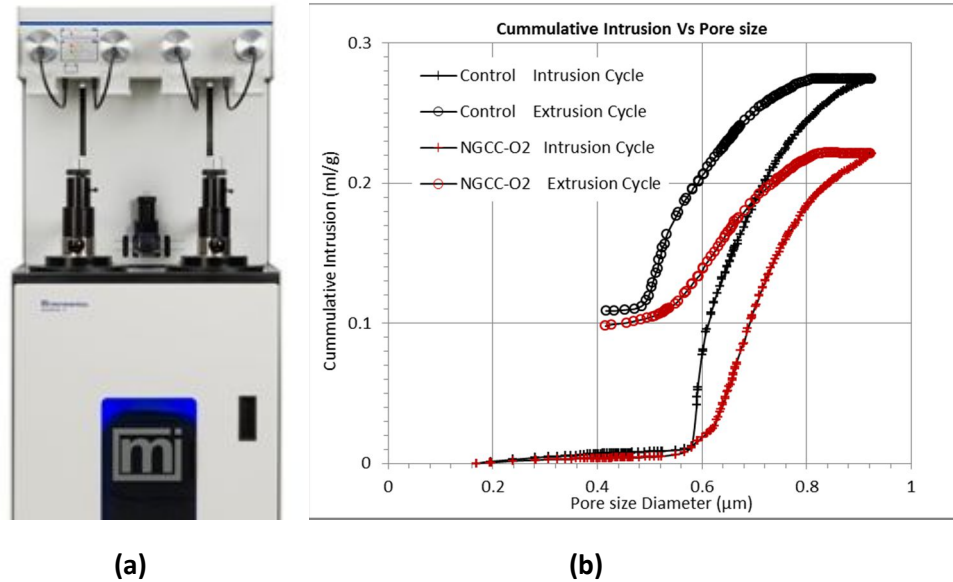 mi
(a)
Cummulative Intrusion Vs Pore size
Control Intrusion Cycle
Control Extrusion Cycle
NGCC-O2 Intrusion Cycle
NGCC-O2 Extrusion Cycle
Cummulative Intrusion (ml/g)
0.3
0.2
0.1
0
0 0.2 0.4 0.6 0.8 1
Pore size Diameter (µm)
(b)